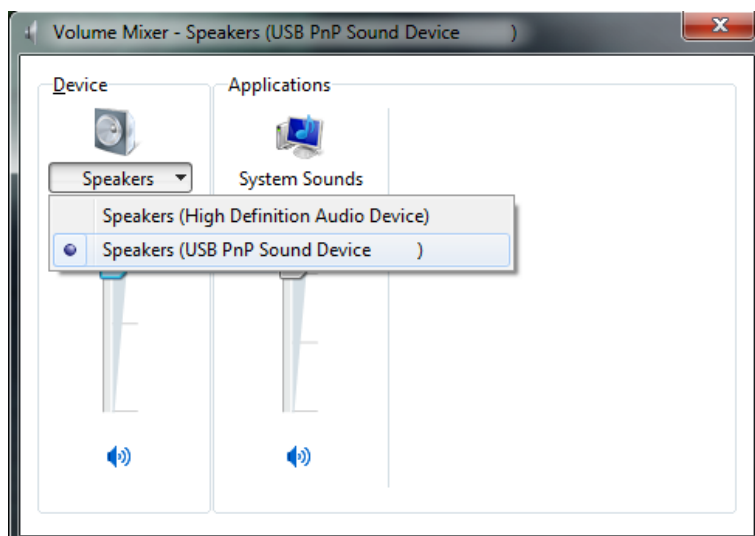 Volume Mixer - Speakers (USB PnP Sound Device      )
Device
Applications
Speakers
System Sounds
Speakers (High Definition Audio Device)
Speakers (USB PnP Sound Device      )